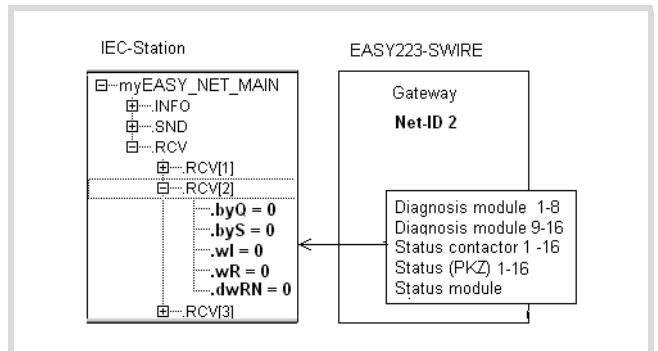 IEC-Station
myEASY_NET_MAIN
.INFO
.SND
.RCV
.RCV[1]
.RCV[2]
.byQ = 0
.byS = 0
.wI = 0
.wR = 0
.dwRN = 0
.RCV[3]
EASY223-SWIRE
Gateway
Net-ID 2
Diagnosis module 1-8
Diagnosis module 9-16
Status contactor 1 -16
Status (PKZ) 1-16
Status module